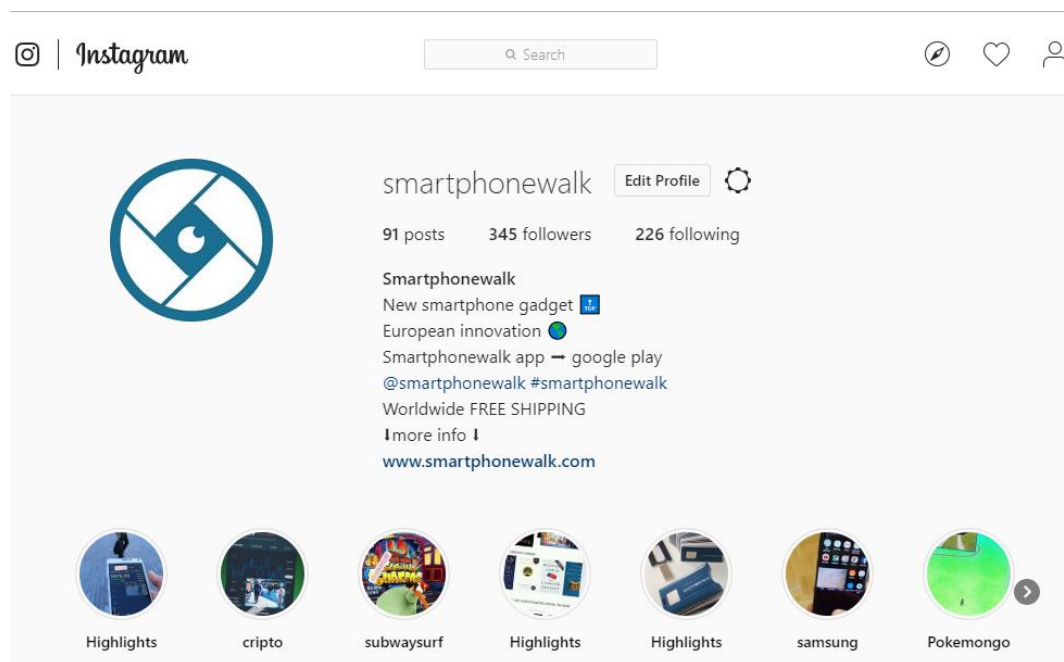 Instagram
Search
smartphonewalk Edit Profile
91 posts 345 followers 226 following
Smartphonewalk
New smartphone gadget TOP
European innovation
Smartphonewalk app ➞ google play
@smartphonewalk #smartphonewalk
Worldwide FREE SHIPPING
⬇more info ⬇
www.smartphonewalk.com
Highlights cripto subwaysurf Highlights Highlights samsung Pokemongo